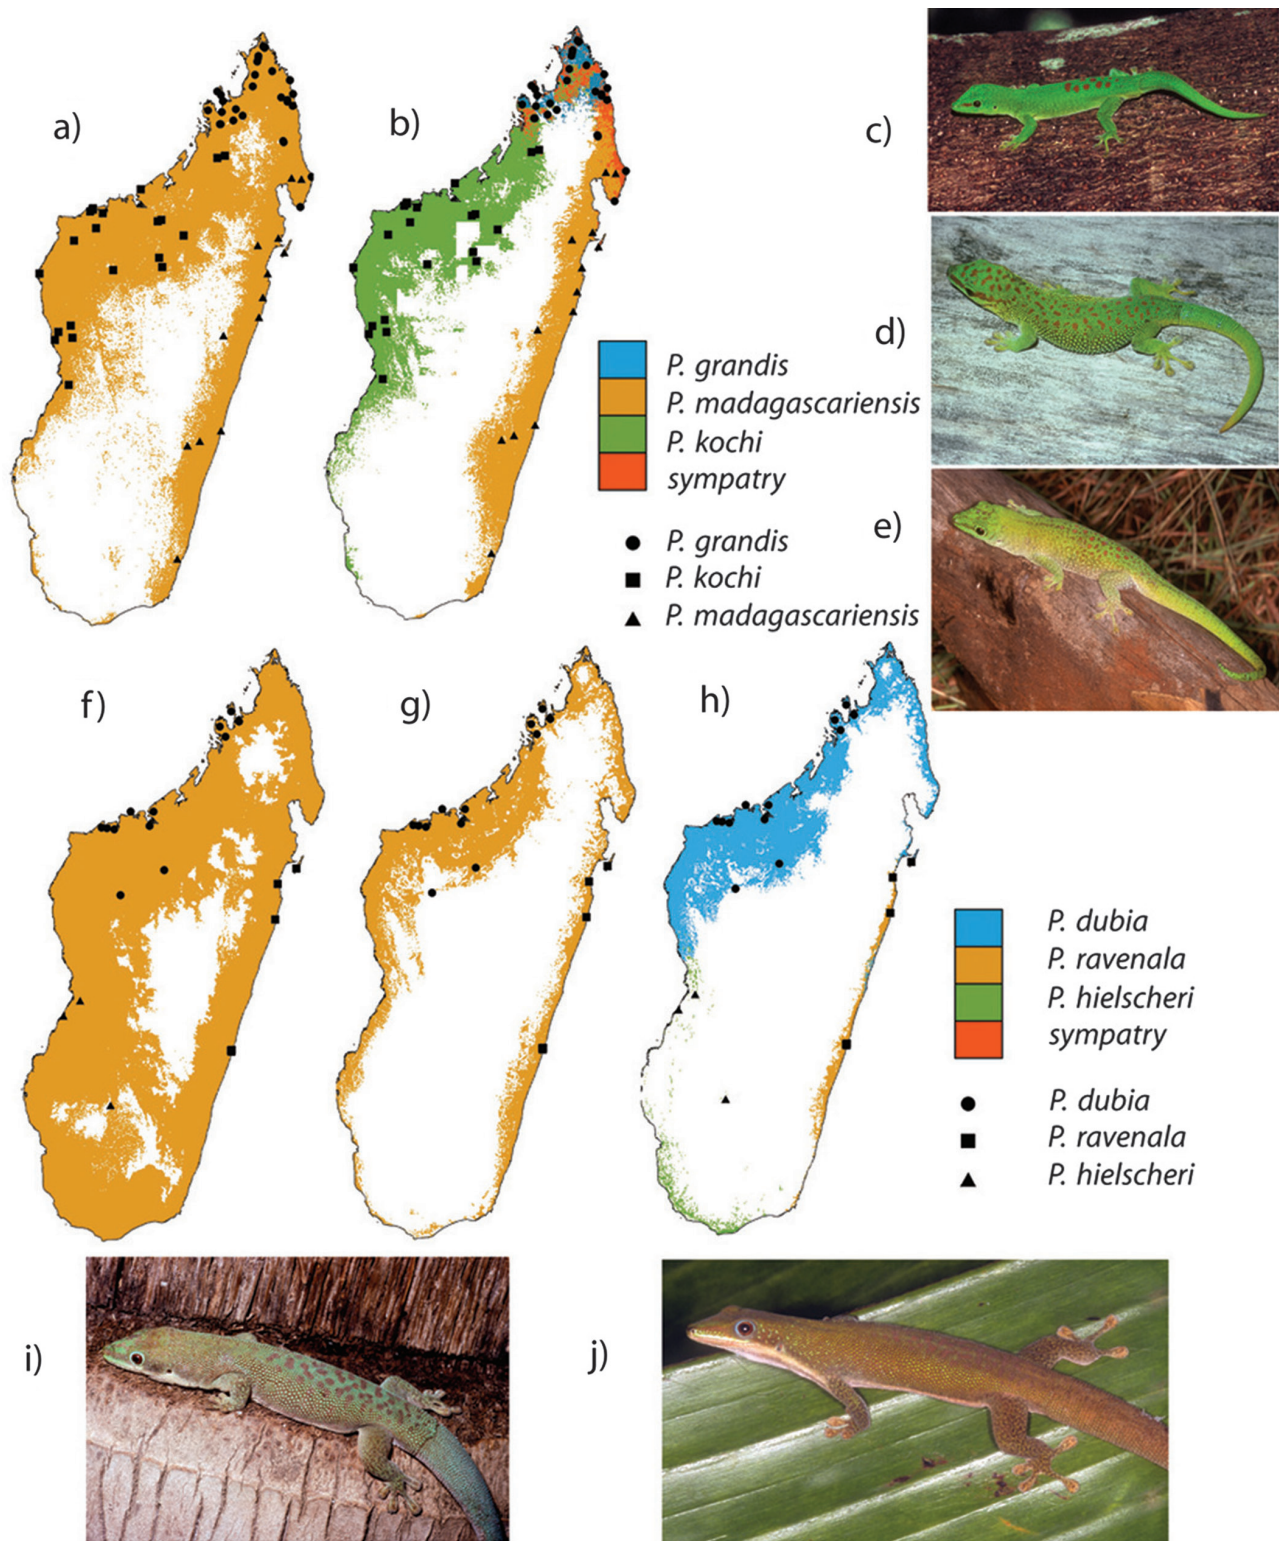 a)
b)
c)
d)
e)
P. grandis
P. madagascariensis
P. kochi
sympatry
P. grandis
P. kochi
P. madagascariensis
f)
g)
h)
P. dubia
P. ravenala
P. hielscheri
sympatry
P. dubia
P. ravenala
P. hielscheri
i)
j)